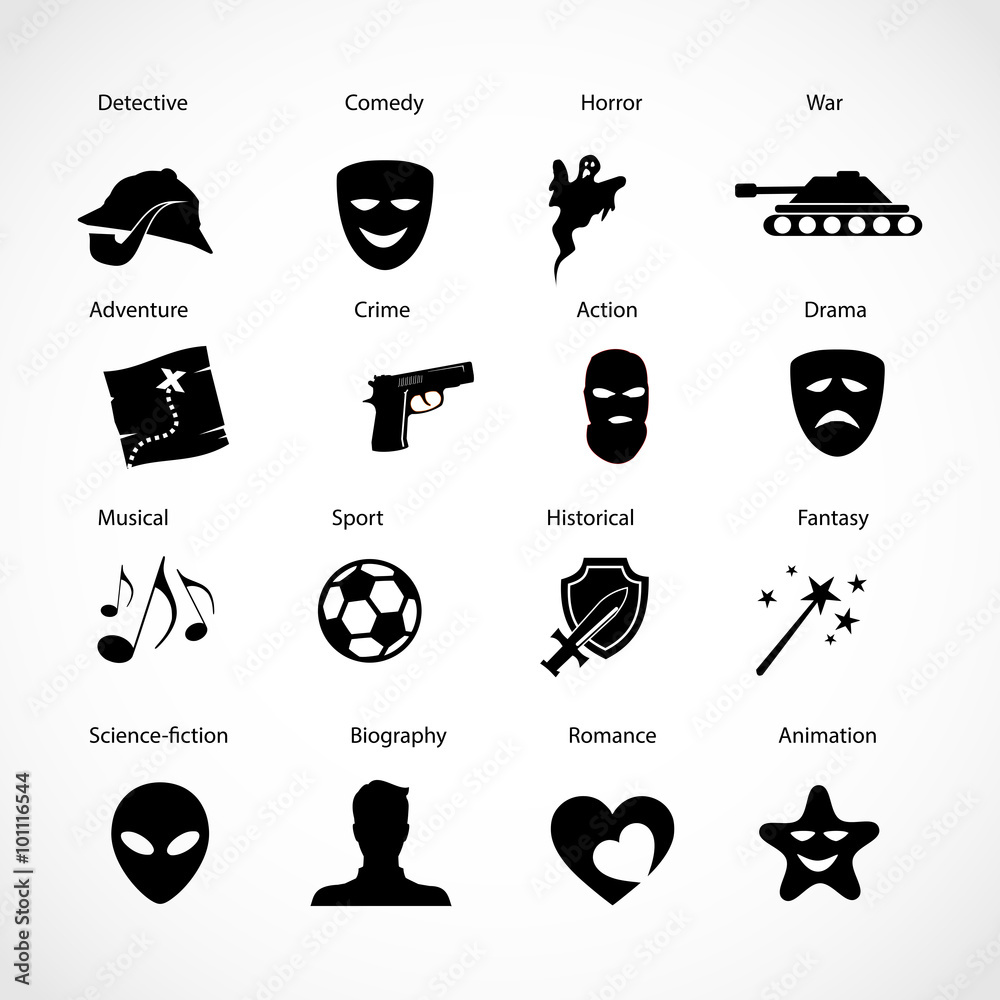 Detective Comedy Horror War
Adventure Crime Action Drama
Musical Sport Historical Fantasy
Science-fiction Biography Romance Animation
Adobe Stock | #101116544